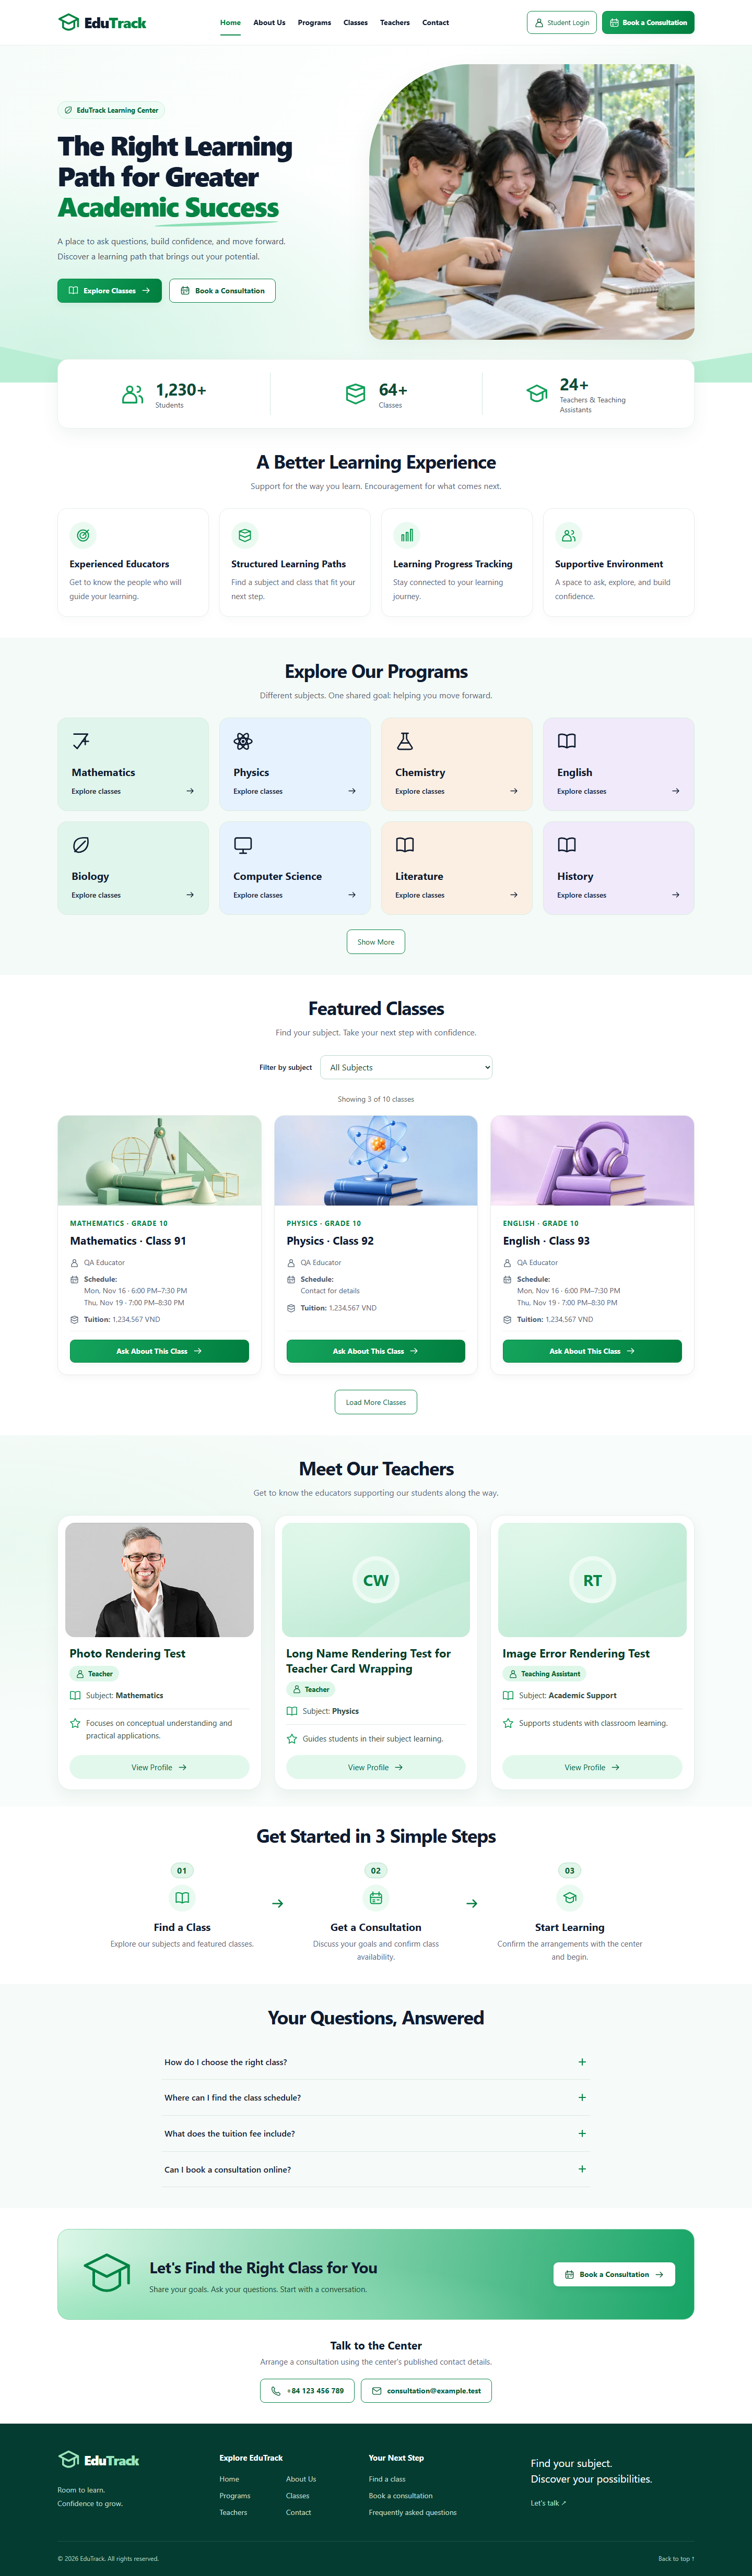 EduTrack
Home About Us Programs Classes Teachers Contact
Student Login
Book a Consultation
EduTrack Learning Center
The Right Learning
Path for Greater
Academic Success
A place to ask questions, build confidence, and move forward.
Discover a learning path that brings out your potential.
Explore Classes →
Book a Consultation
1,230+
Students
64+
Classes
24+
Teachers & Teaching
Assistants
A Better Learning Experience
Support for the way you learn. Encouragement for what comes next.
Experienced Educators
Get to know the people who will
guide your learning.
Structured Learning Paths
Find a subject and class that fit your
next step.
Learning Progress Tracking
Stay connected to your learning
journey.
Supportive Environment
A space to ask, explore, and build
confidence.
Explore Our Programs
Different subjects. One shared goal: helping you move forward.
Mathematics
Explore classes →
Physics
Explore classes →
Chemistry
Explore classes →
English
Explore classes →
Biology
Explore classes →
Computer Science
Explore classes →
Literature
Explore classes →
History
Explore classes →
Show More
Featured Classes
Find your subject. Take your next step with confidence.
Filter by subject All Subjects
Showing 3 of 10 classes
MATHEMATICS · GRADE 10
Mathematics · Class 91
QA Educator
Schedule:
Mon, Nov 16 · 6:00 PM–7:30 PM
Thu, Nov 19 · 7:00 PM–8:30 PM
Tuition: 1,234,567 VND
Ask About This Class →
PHYSICS · GRADE 10
Physics · Class 92
QA Educator
Schedule:
Contact for details
Tuition: 1,234,567 VND
Ask About This Class →
ENGLISH · GRADE 10
English · Class 93
QA Educator
Schedule:
Mon, Nov 16 · 6:00 PM–7:30 PM
Thu, Nov 19 · 7:00 PM–8:30 PM
Tuition: 1,234,567 VND
Ask About This Class →
Load More Classes
Meet Our Teachers
Get to know the educators supporting our students along the way.
Photo Rendering Test
Teacher
Subject: Mathematics
Focuses on conceptual understanding and
practical applications.
View Profile →
CW
Long Name Rendering Test for
Teacher Card Wrapping
Teacher
Subject: Physics
Guides students in their subject learning.
View Profile →
RT
Image Error Rendering Test
Teaching Assistant
Subject: Academic Support
Supports students with classroom learning.
View Profile →
Get Started in 3 Simple Steps
01
Find a Class
Explore our subjects and featured classes.
→
02
Get a Consultation
Discuss your goals and confirm class
availability.
→
03
Start Learning
Confirm the arrangements with the center
and begin.
Your Questions, Answered
How do I choose the right class? +
Where can I find the class schedule? +
What does the tuition fee include? +
Can I book a consultation online? +
Let's Find the Right Class for You
Share your goals. Ask your questions. Start with a conversation.
Book a Consultation →
Talk to the Center
Arrange a consultation using the center's published contact details.
+84 123 456 789
consultation@example.test
EduTrack
Room to learn.
Confidence to grow.
Explore EduTrack
Home About Us
Programs Classes
Teachers Contact
Your Next Step
Find a class
Book a consultation
Frequently asked questions
Find your subject.
Discover your possibilities.
Let's talk ↗
© 2026 EduTrack. All rights reserved.
Back to top ↑